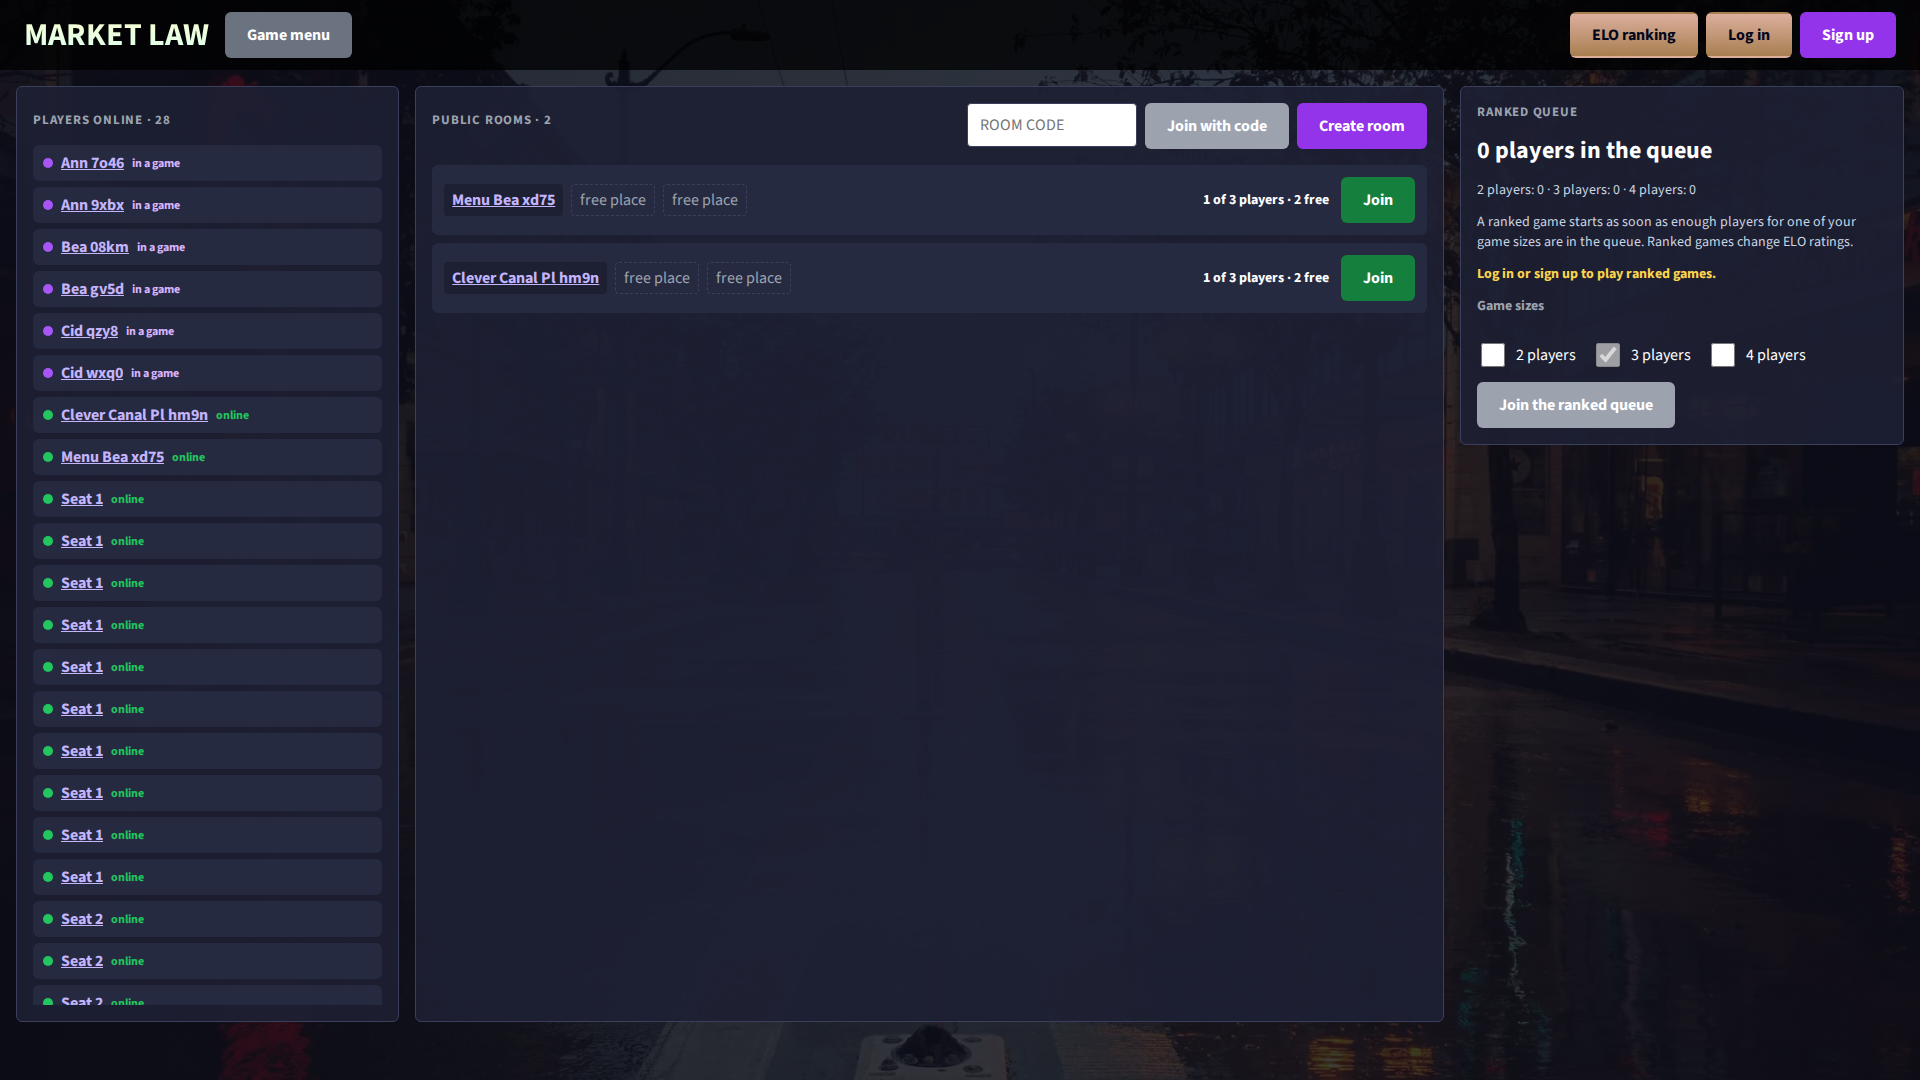 MARKET LAW
Game menu
ELO ranking
Log in
Sign up
PLAYERS ONLINE · 28
Ann 7o46 in a game
Ann 9xbx in a game
Bea 08km in a game
Bea gv5d in a game
Cid qzy8 in a game
Cid wxq0 in a game
Clever Canal Pl hm9n online
Menu Bea xd75 online
Seat 1 online
Seat 1 online
Seat 1 online
Seat 1 online
Seat 1 online
Seat 1 online
Seat 1 online
Seat 1 online
Seat 1 online
Seat 1 online
Seat 2 online
Seat 2 online
Seat 2 online
PUBLIC ROOMS · 2
ROOM CODE
Join with code
Create room
Menu Bea xd75 free place free place 1 of 3 players · 2 free Join
Clever Canal Pl hm9n free place free place 1 of 3 players · 2 free Join
RANKED QUEUE
0 players in the queue
2 players: 0 · 3 players: 0 · 4 players: 0
A ranked game starts as soon as enough players for one of your
game sizes are in the queue. Ranked games change ELO ratings.
Log in or sign up to play ranked games.
Game sizes
2 players 3 players 4 players
Join the ranked queue